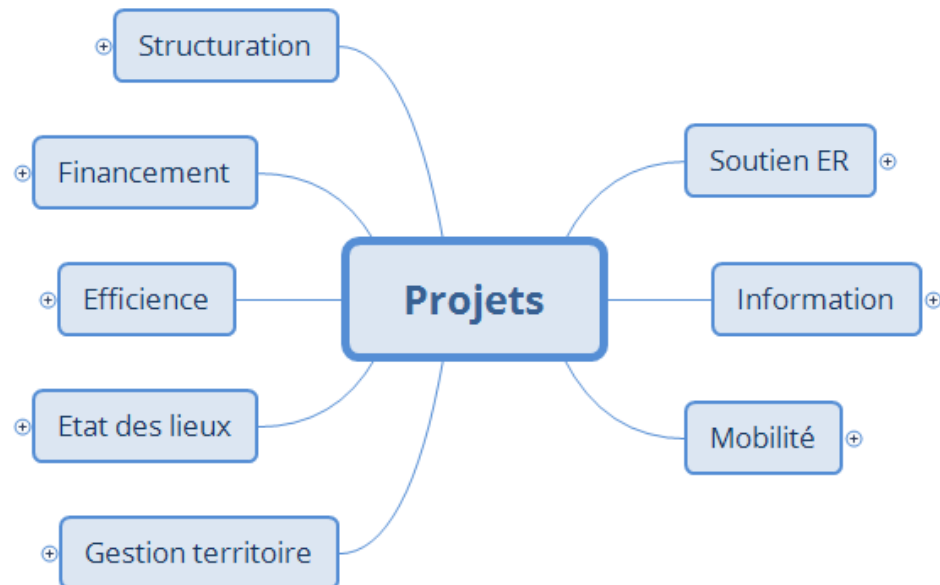 Structuration
Financement
Efficience
Etat des lieux
Gestion territoire
Projets
Soutien ER
Information
Mobilité